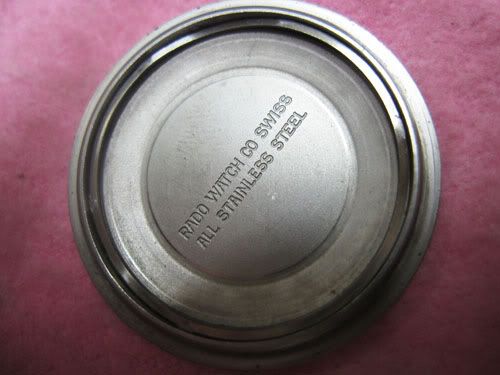 RADO WATCH CO SWISS
ALL STAINLESS STEEL